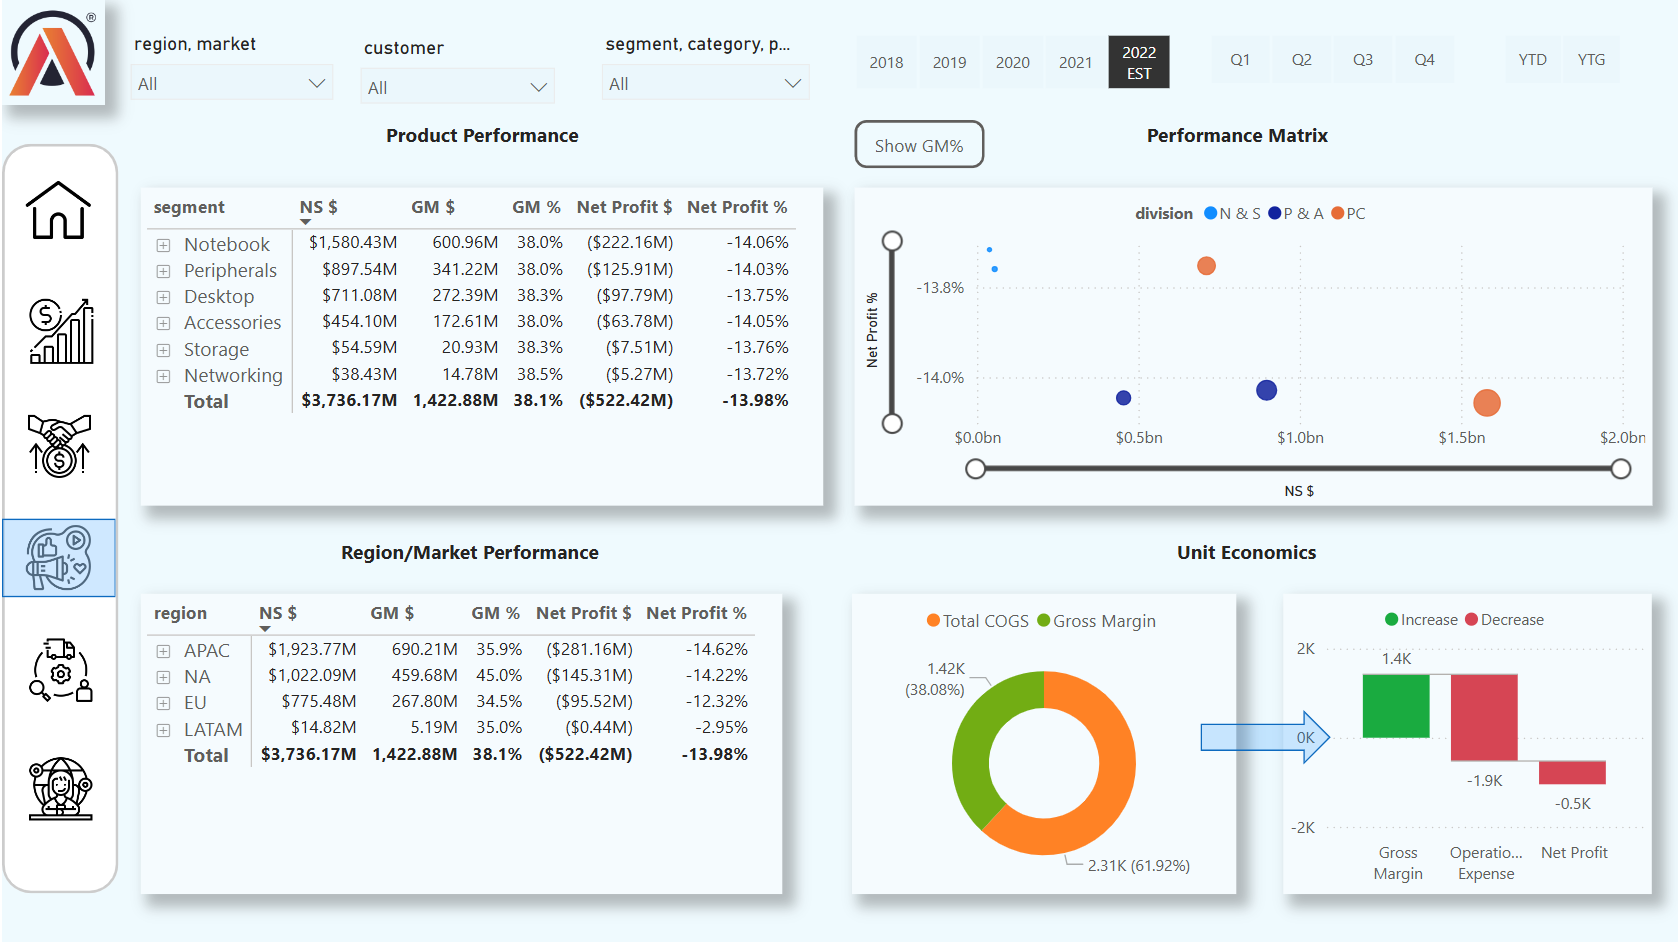 ®
region, market
All
customer
All
segment, category, p...
All
2018
2019
2020
2021
2022
EST
Q1
Q2
Q3
Q4
YTD
YTG
Product Performance
segment NS $ GM $ GM % Net Profit $ Net Profit %
Notebook $1,580.43M 600.96M 38.0% ($222.16M) -14.06%
Peripherals $897.54M 341.22M 38.0% ($125.91M) -14.03%
Desktop $711.08M 272.39M 38.3% ($97.79M) -13.75%
Accessories $454.10M 172.61M 38.0% ($63.78M) -14.05%
Storage $54.59M 20.93M 38.3% ($7.51M) -13.76%
Networking $38.43M 14.78M 38.5% ($5.27M) -13.72%
Total $3,736.17M 1,422.88M 38.1% ($522.42M) -13.98%
Show GM%
Performance Matrix
division N & S P & A PC
Net Profit %
-13.8%
-14.0%
$0.0bn $0.5bn $1.0bn $1.5bn $2.0bn
NS $
Region/Market Performance
region NS $ GM $ GM % Net Profit $ Net Profit %
APAC $1,923.77M 690.21M 35.9% ($281.16M) -14.62%
NA $1,022.09M 459.68M 45.0% ($145.31M) -14.22%
EU $775.48M 267.80M 34.5% ($95.52M) -12.32%
LATAM $14.82M 5.19M 35.0% ($0.44M) -2.95%
Total $3,736.17M 1,422.88M 38.1% ($522.42M) -13.98%
Unit Economics
Total COGS Gross Margin
1.42K
(38.08%)
2.31K (61.92%)
Increase Decrease
2K
0K
-2K
1.4K
-1.9K
-0.5K
Gross
Margin
Operatio...
Expense
Net Profit